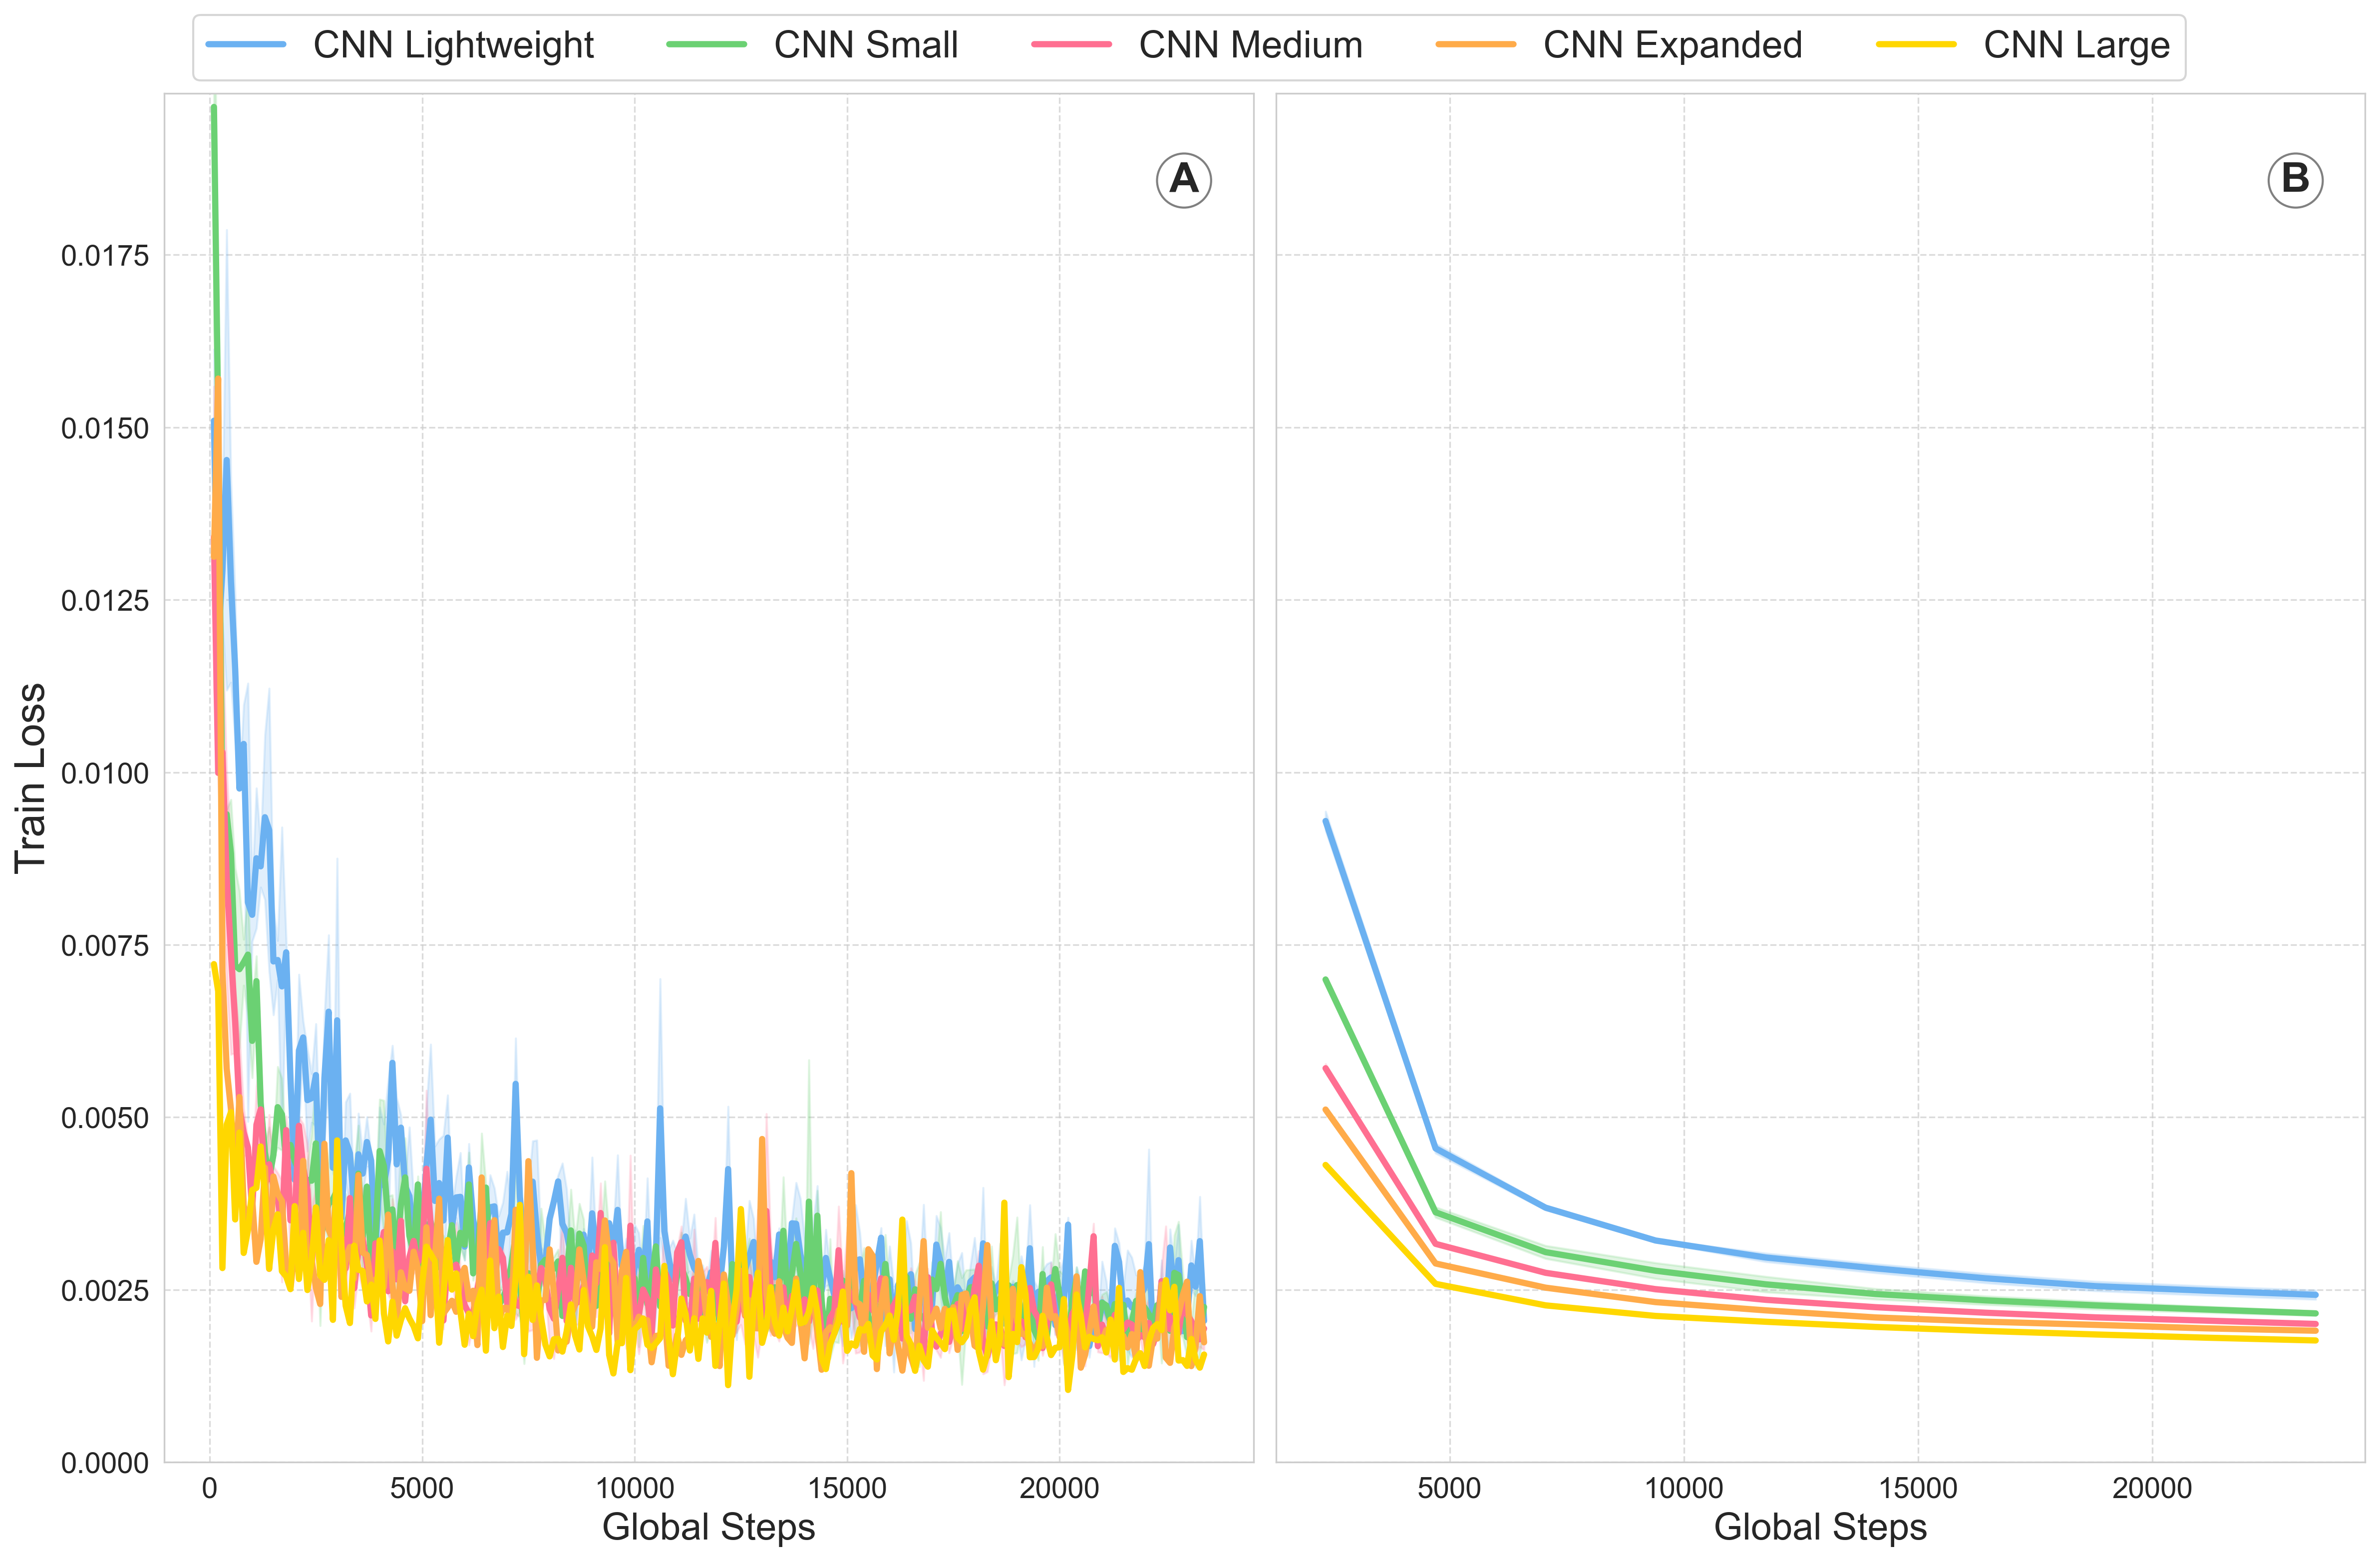 CNN Lightweight CNN Small CNN Medium CNN Expanded CNN Large
A
B
Train Loss
0.0175
0.0150
0.0125
0.0100
0.0075
0.0050
0.0025
0.0000
0 5000 10000 15000 20000
5000 10000 15000 20000
Global Steps
Global Steps